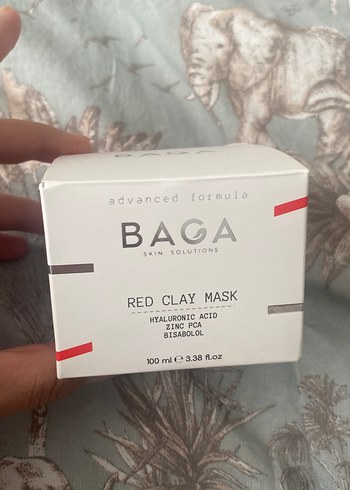 BAGA
advanced formula
BAGA
SKIN SOLUTIONS
RED CLAY MASK
HYALURONIC ACID
ZINC PCA
BISABOLOL
100 ml ℮ 3.38 fl.oz